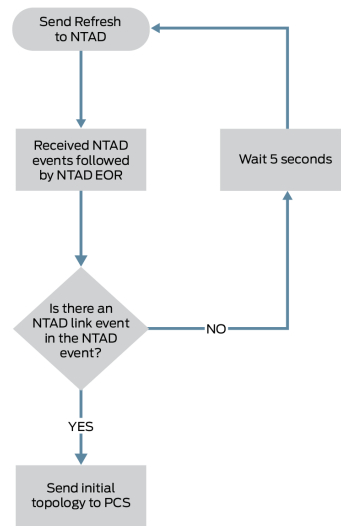 Send Refresh
to NTAD
Received NTAD
events followed
by NTAD EOR
Wait 5 seconds
Is there an
NTAD link event
in the NTAD
event?
NO
YES
Send initial
topology to PCS